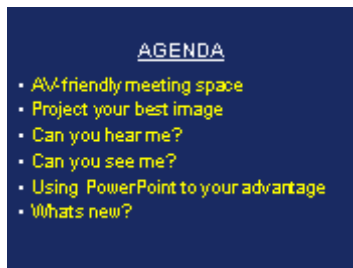 AGENDA
• AV-friendly meeting space
• Project your best image
• Can you hear me?
• Can you see me?
• Using PowerPoint to your advantage
• Whats new?